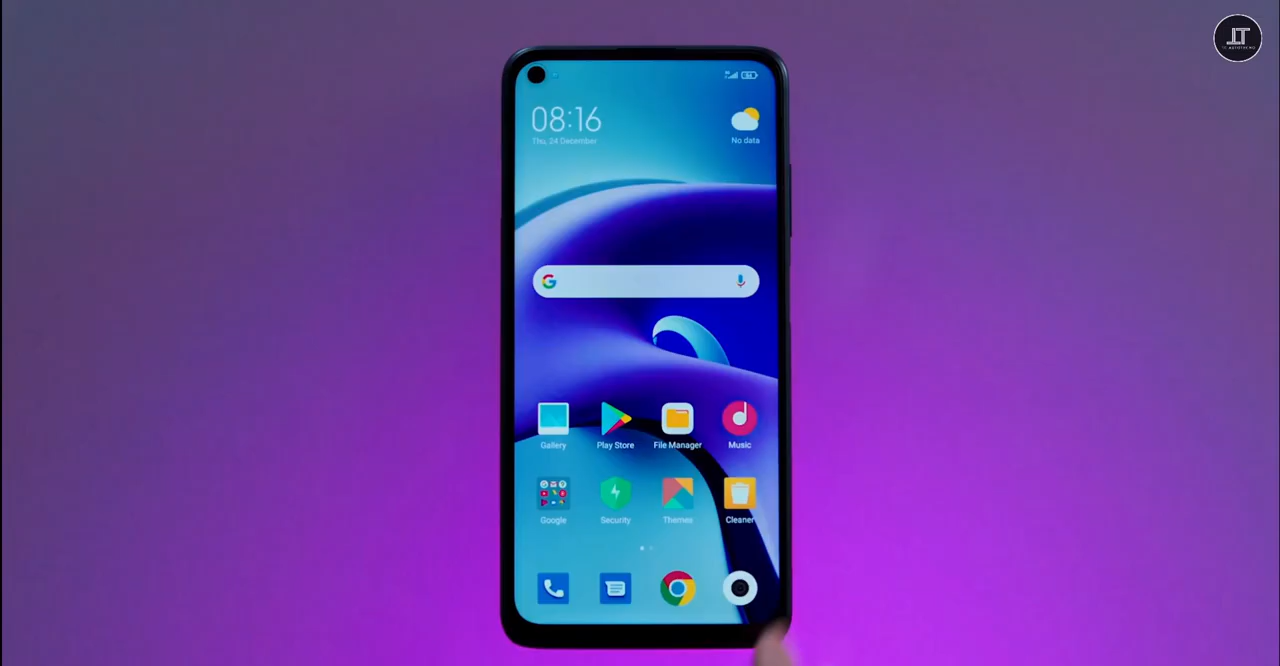 08:16
Thu, 24 December
No data
Gallery
Play Store
File Manager
Music
Google
Security
Themes
Cleaner